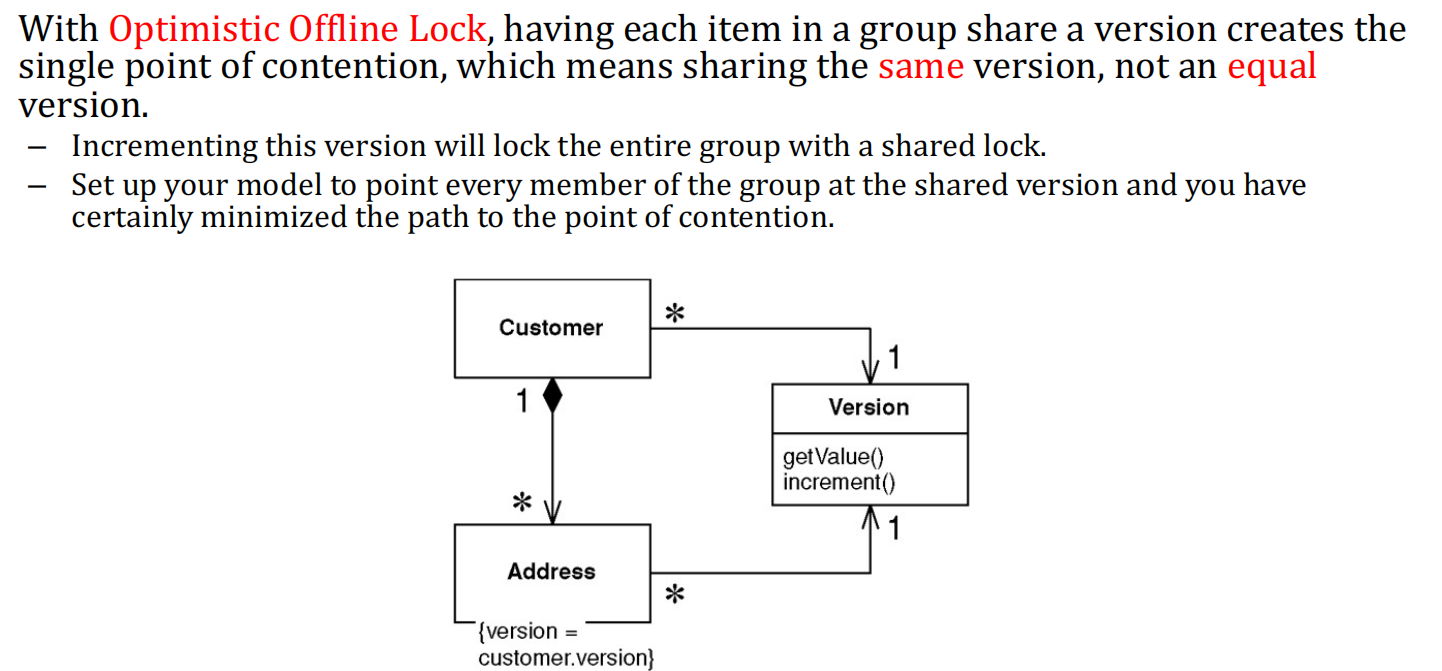 With Optimistic Offline Lock, having each item in a group share a version creates the
single point of contention, which means sharing the same version, not an equal
version.
– Incrementing this version will lock the entire group with a shared lock.
– Set up your model to point every member of the group at the shared version and you have
certainly minimized the path to the point of contention.
Customer
*
1
1
Version
getValue()
increment()
*
1
Address
*
{version =
customer.version}